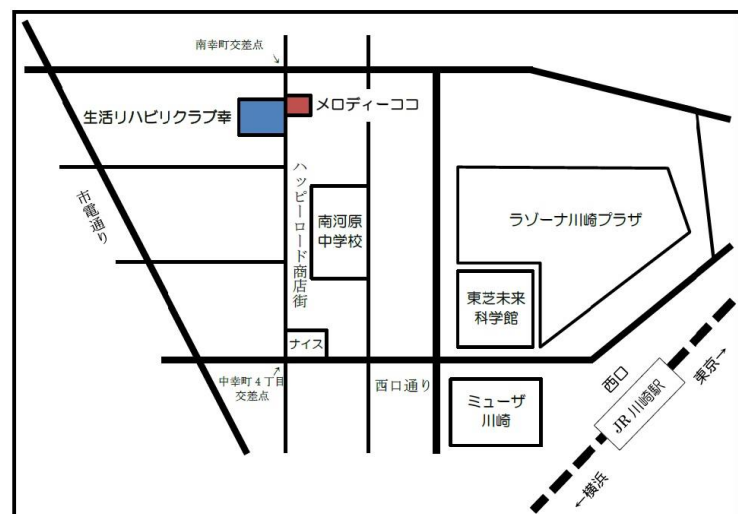 南幸町交差点
生活リハビリクラブ幸
メロディーココ
市電通り
ハッピーロード商店街
南河原
中学校
ラゾーナ川崎プラザ
東芝未来
科学館
ナイス
中幸町4丁目
交差点
西口通り
ミューザ
川崎
西口
東京→
JR川崎駅
←横浜